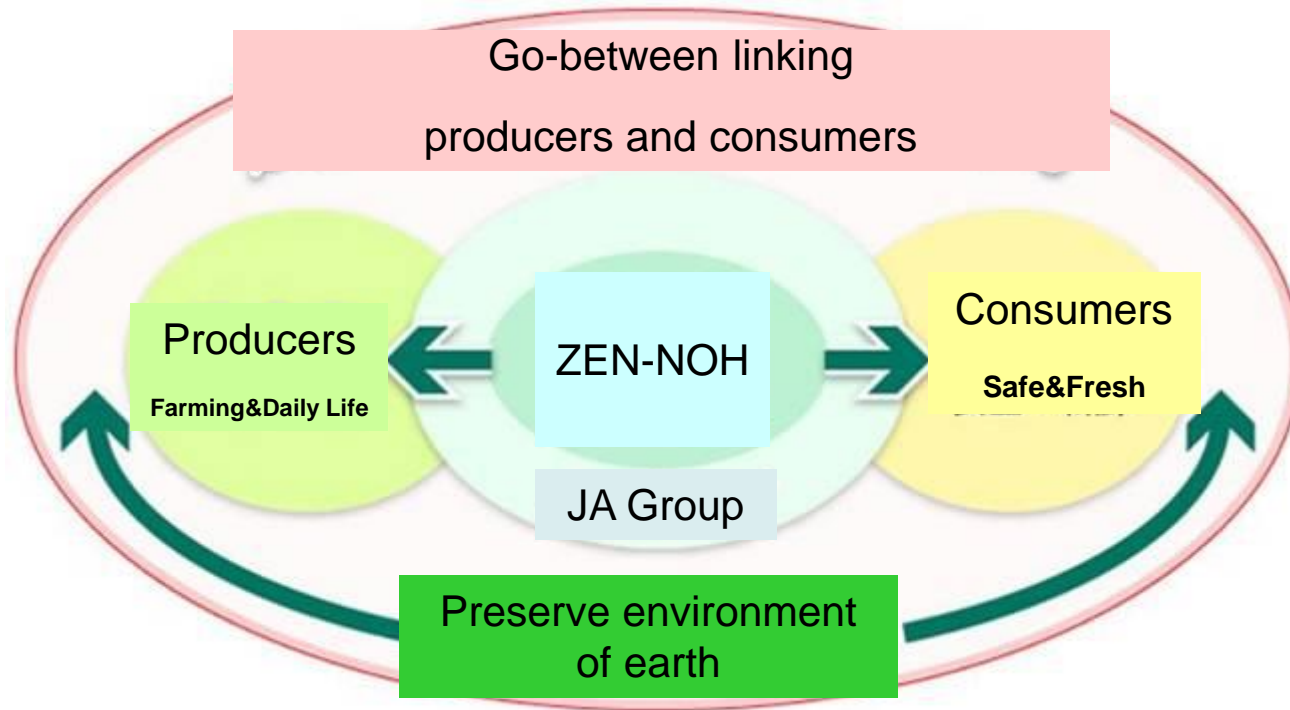 Go-between linking
producers and consumers
Producers
Farming&Daily Life
ZEN-NOH
JA Group
Consumers
Safe&Fresh
Preserve environment
of earth